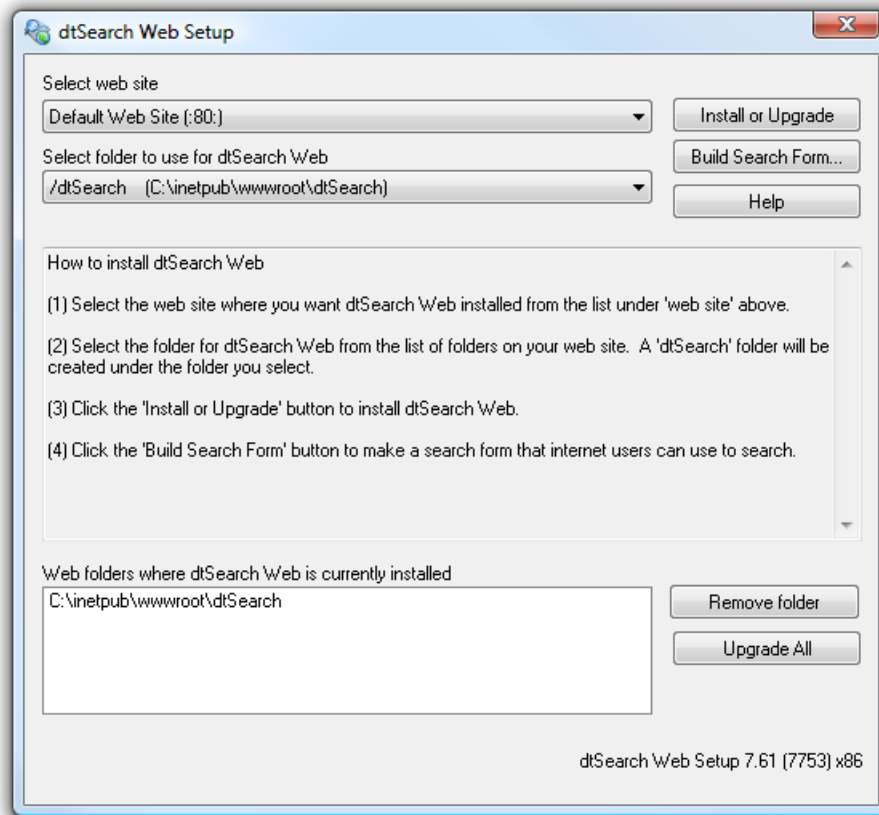 dtSearch Web Setup
Select web site
Default Web Site (:80:)
Install or Upgrade
Select folder to use for dtSearch Web
Build Search Form...
/dtSearch (C:\inetpub\wwwroot\dtSearch)
Help
How to install dtSearch Web
(1) Select the web site where you want dtSearch Web installed from the list under 'web site' above.
(2) Select the folder for dtSearch Web from the list of folders on your web site. A 'dtSearch' folder will be
created under the folder you select.
(3) Click the 'Install or Upgrade' button to install dtSearch Web.
(4) Click the 'Build Search Form' button to make a search form that internet users can use to search.
Web folders where dtSearch Web is currently installed
C:\inetpub\wwwroot\dtSearch
Remove folder
Upgrade All
dtSearch Web Setup 7.61 (7753) x86